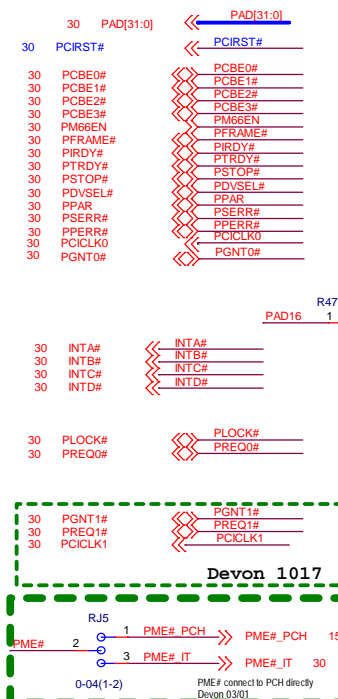 30 PAD[31:0] PAD[31:0]
30 PCIRST# PCIRST#
30 PCBE0# PCBE0#
30 PCBE1# PCBE1#
30 PCBE2# PCBE2#
30 PCBE3# PCBE3#
30 PM66EN PM66EN
30 PFRAME# PFRAME#
30 PIRDY# PIRDY#
30 PTRDY# PTRDY#
30 PSTOP# PSTOP#
30 PDVSEL# PDVSEL#
30 PPAR PPAR
30 PSERR# PSERR#
30 PPERR# PPERR#
30 PCICLK0 PCICLK0
30 PGNT0# PGNT0#
R47
PAD16 1
30 INTA# INTA#
30 INTB# INTB#
30 INTC# INTC#
30 INTD# INTD#
30 PLOCK# PLOCK#
30 PREQ0# PREQ0#
30 PGNT1# PGNT1#
30 PREQ1# PREQ1#
30 PCICLK1 PCICLK1
Devon 1017
RJ5
1 PME#_PCH PME#_PCH 15
PME# 2
3 PME#_IT PME#_IT 30
0-04(1-2)
PME# connect to PCH directly
Devon 03/01